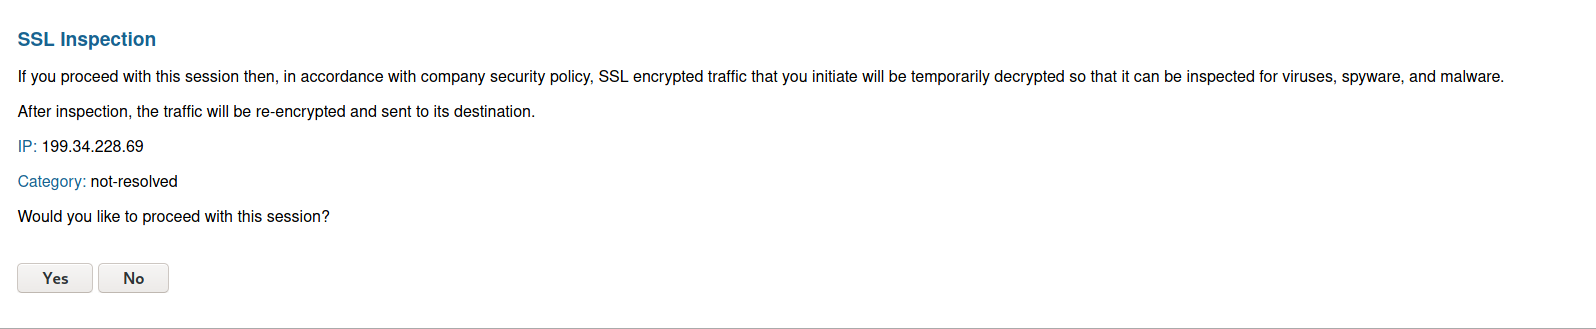 SSL Inspection
If you proceed with this session then, in accordance with company security policy, SSL encrypted traffic that you initiate will be temporarily decrypted so that it can be inspected for viruses, spyware, and malware.
After inspection, the traffic will be re-encrypted and sent to its destination.
IP: 199.34.228.69
Category: not-resolved
Would you like to proceed with this session?
Yes No